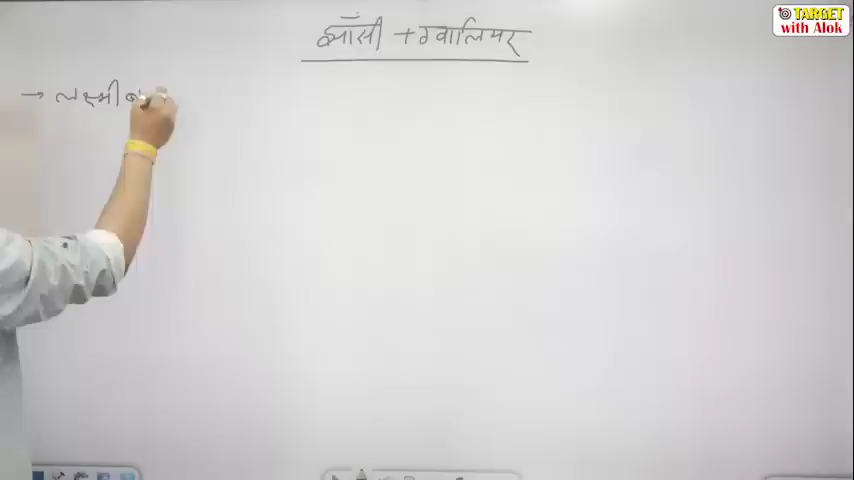 झाँसी + ग्वालियर
→ लक्ष्मी
TARGET
with Alok